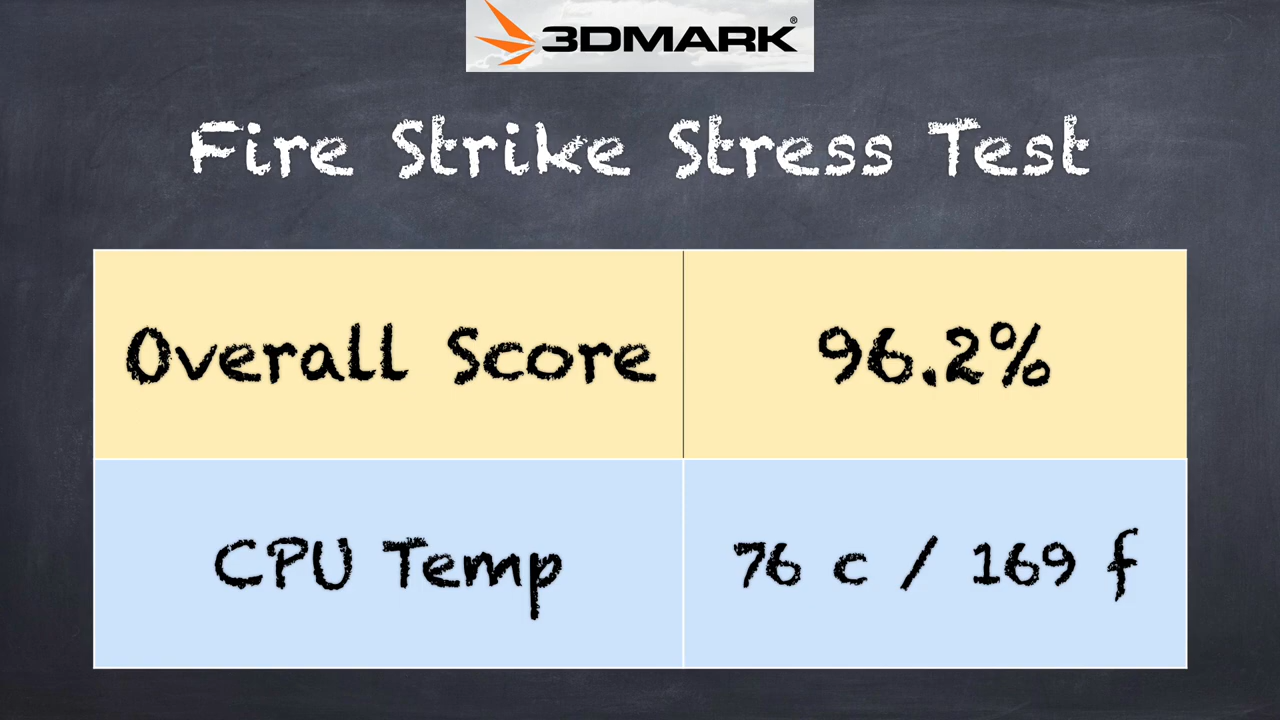 3DMARK®
Fire Strike Stress Test
Overall Score 96.2%
CPU Temp 76 c / 169 f